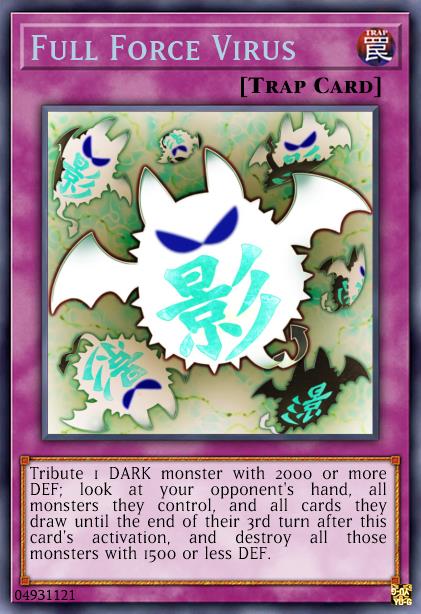 FULL FORCE VIRUS
TRAP
罠
[TRAP CARD]
影
影
影
影
Tribute 1 DARK monster with 2000 or more
DEF; look at your opponent's hand, all
monsters they control, and all cards they
draw until the end of their 3rd turn after this
card's activation, and destroy all those
monsters with 1500 or less DEF.
04931121